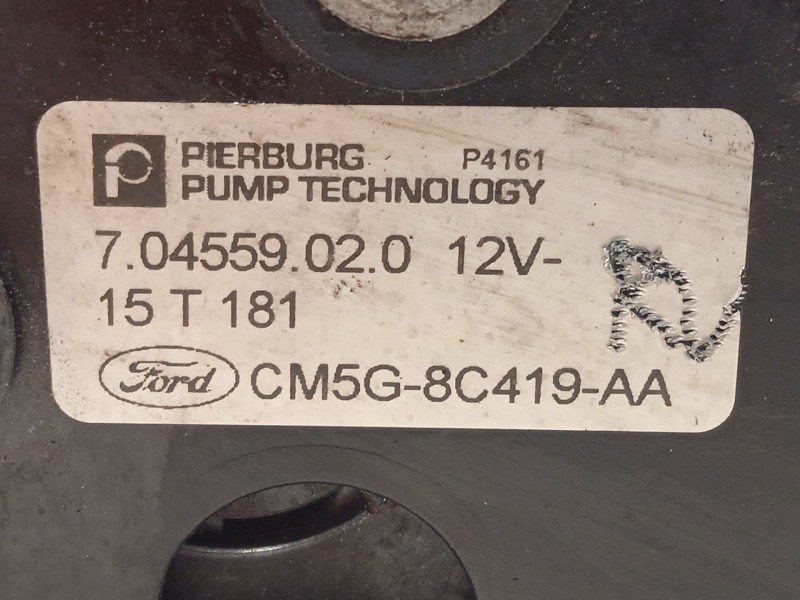 PIERBURG P4161
PUMP TECHNOLOGY
7.04559.02.0 12V-
15 T 181
Ford CM5G-8C419-AA